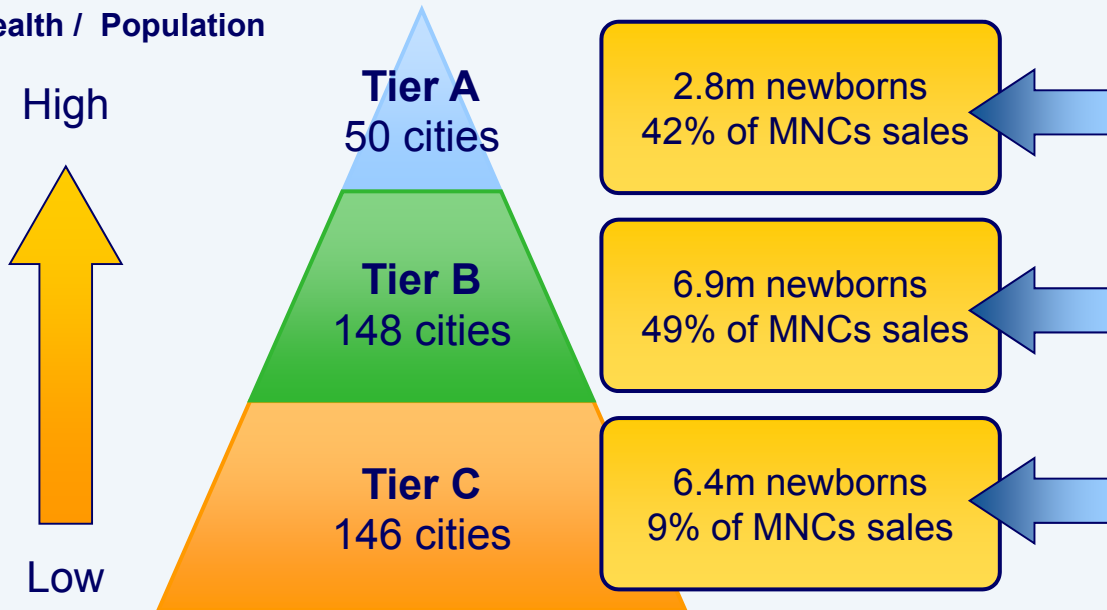 ealth / Population
High
Tier A
50 cities
2.8m newborns
42% of MNCs sales
Tier B
148 cities
6.9m newborns
49% of MNCs sales
Tier C
146 cities
6.4m newborns
9% of MNCs sales
Low